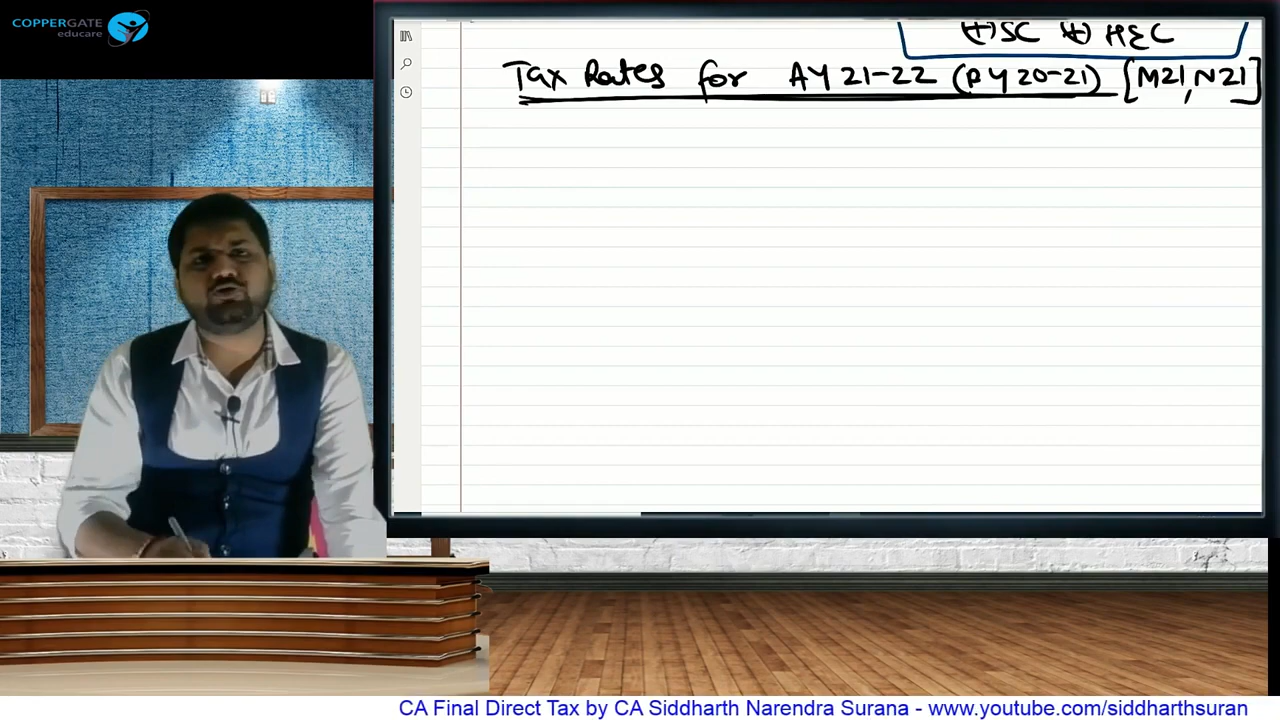 COPPERGATE
educare
(+) SC (+) HEC
Tax Rates for AY 21-22 (PY 20-21) [M21, N21]
CA Final Direct Tax by CA Siddharth Narendra Surana - www.youtube.com/siddharthsuran